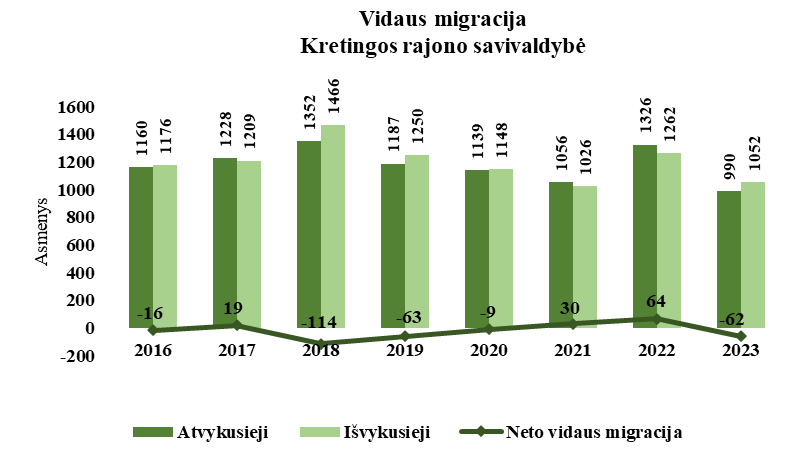 Vidaus migracija
Kretingos rajono savivaldybė
Asmenys
1600
1400
1200
1000
800
600
400
200
0
-200
1160 1176 1228 1209 1352 1466 1187 1250 1139 1148 1056 1026 1326 1262 990 1052
-16 19 -114 -63 -9 30 64 -62
2016 2017 2018 2019 2020 2021 2022 2023
Atvykusieji Išvykusieji Neto vidaus migracija